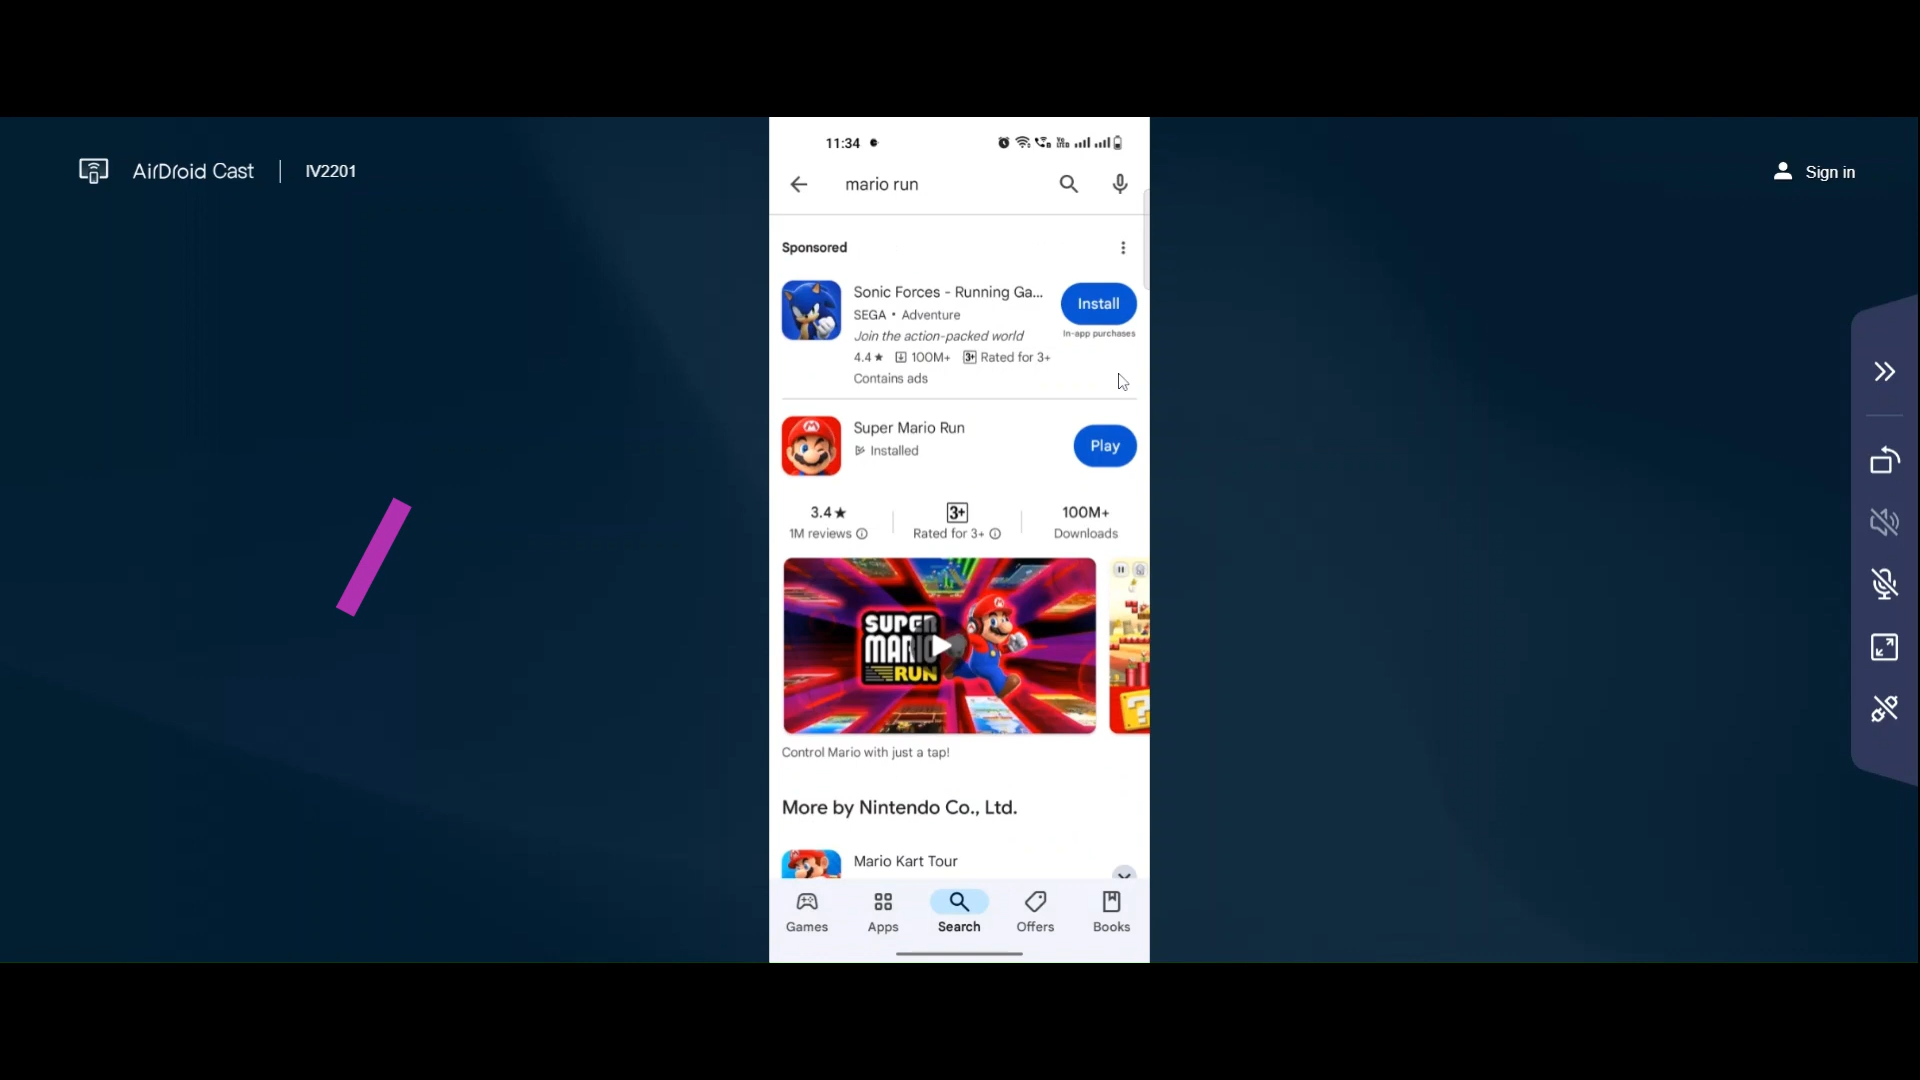 AirDroid Cast | IV2201
Sign in
11:34
mario run
Sponsored
Sonic Forces - Running Ga...
SEGA • Adventure
Join the action-packed world
4.4★ 100M+ 3+ Rated for 3+
Contains ads
Install
In-app purchases
Super Mario Run
Installed
Play
3.4★
1M reviews
3+
Rated for 3+
100M+
Downloads
SUPER
MARIO
RUN
Control Mario with just a tap!
More by Nintendo Co., Ltd.
Mario Kart Tour
Games
Apps
Search
Offers
Books